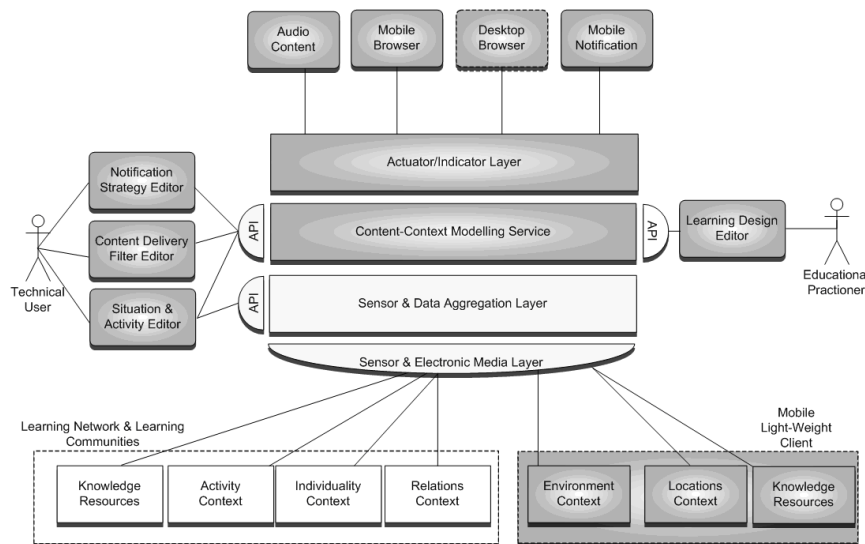 Audio
Content
Mobile
Browser
Desktop
Browser
Mobile
Notification
Actuator/Indicator Layer
Notification
Strategy Editor
API
Content-Context Modelling Service
API
Learning Design
Editor
Content Delivery
Filter Editor
Technical
User
Educational
Practioner
Situation &
Activity Editor
API
Sensor & Data Aggregation Layer
Sensor & Electronic Media Layer
Learning Network & Learning
Communities
Mobile
Light-Weight
Client
Knowledge
Resources
Activity
Context
Individuality
Context
Relations
Context
Environment
Context
Locations
Context
Knowledge
Resources